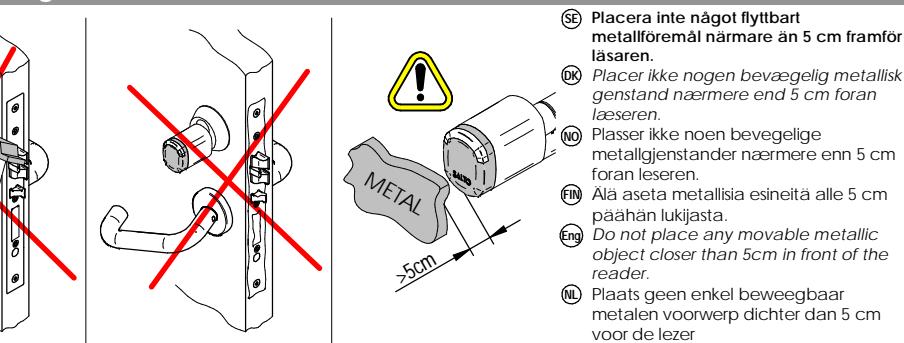 METAL
SALTO
>5cm
SE Placera inte något flyttbart
metallföremål närmare än 5 cm framför
läsaren.
DK Placer ikke nogen bevægelig metallisk
genstand nærmere end 5 cm foran
læseren.
NO Plasser ikke noen bevegelige
metallgjenstander nærmere enn 5 cm
foran leseren.
FIN Älä aseta metallisia esineitä alle 5 cm
päähän lukijasta.
Eng Do not place any movable metallic
object closer than 5cm in front of the
reader.
NL Plaats geen enkel beweegbaar
metalen voorwerp dichter dan 5 cm
voor de lezer